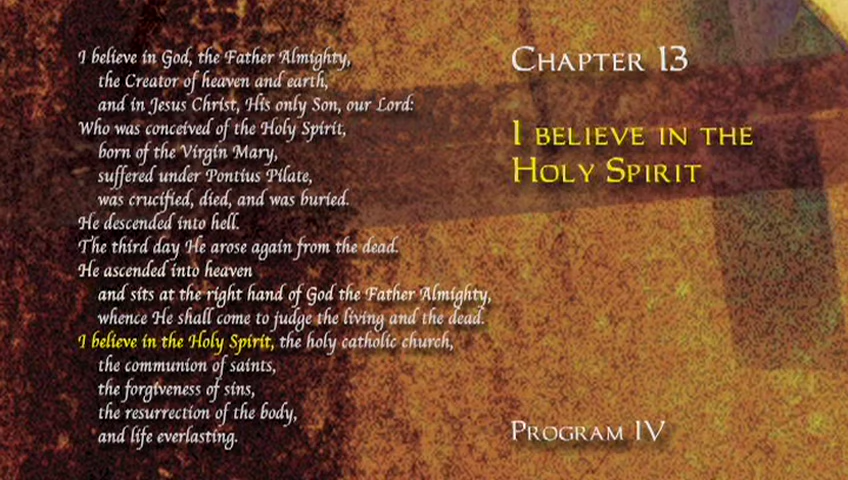 I believe in God, the Father Almighty,
the Creator of heaven and earth,
and in Jesus Christ, His only Son, our Lord:
Who was conceived of the Holy Spirit,
born of the Virgin Mary,
suffered under Pontius Pilate,
was crucified, died, and was buried.
He descended into hell.
The third day He arose again from the dead.
He ascended into heaven
and sits at the right hand of God the Father Almighty,
whence He shall come to judge the living and the dead.
I believe in the Holy Spirit, the holy catholic church,
the communion of saints,
the forgiveness of sins,
the resurrection of the body,
and life everlasting.
Chapter 13
I believe in the
Holy Spirit
Program IV